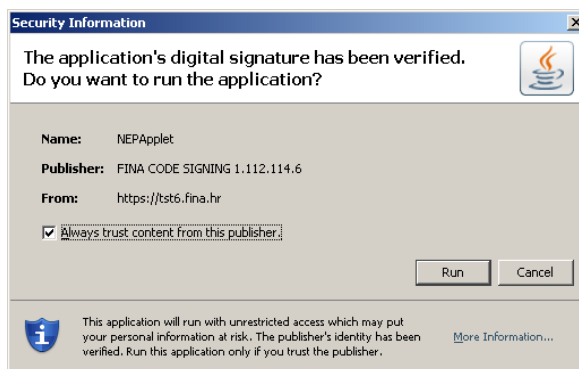 Security Information
The application's digital signature has been verified.
Do you want to run the application?
Name: NEPApplet
Publisher: FINA CODE SIGNING 1.112.114.6
From: https://tst6.fina.hr
Always trust content from this publisher.
Run Cancel
This application will run with unrestricted access which may put
your personal information at risk. The publisher's identity has been
verified. Run this application only if you trust the publisher.
More Information...